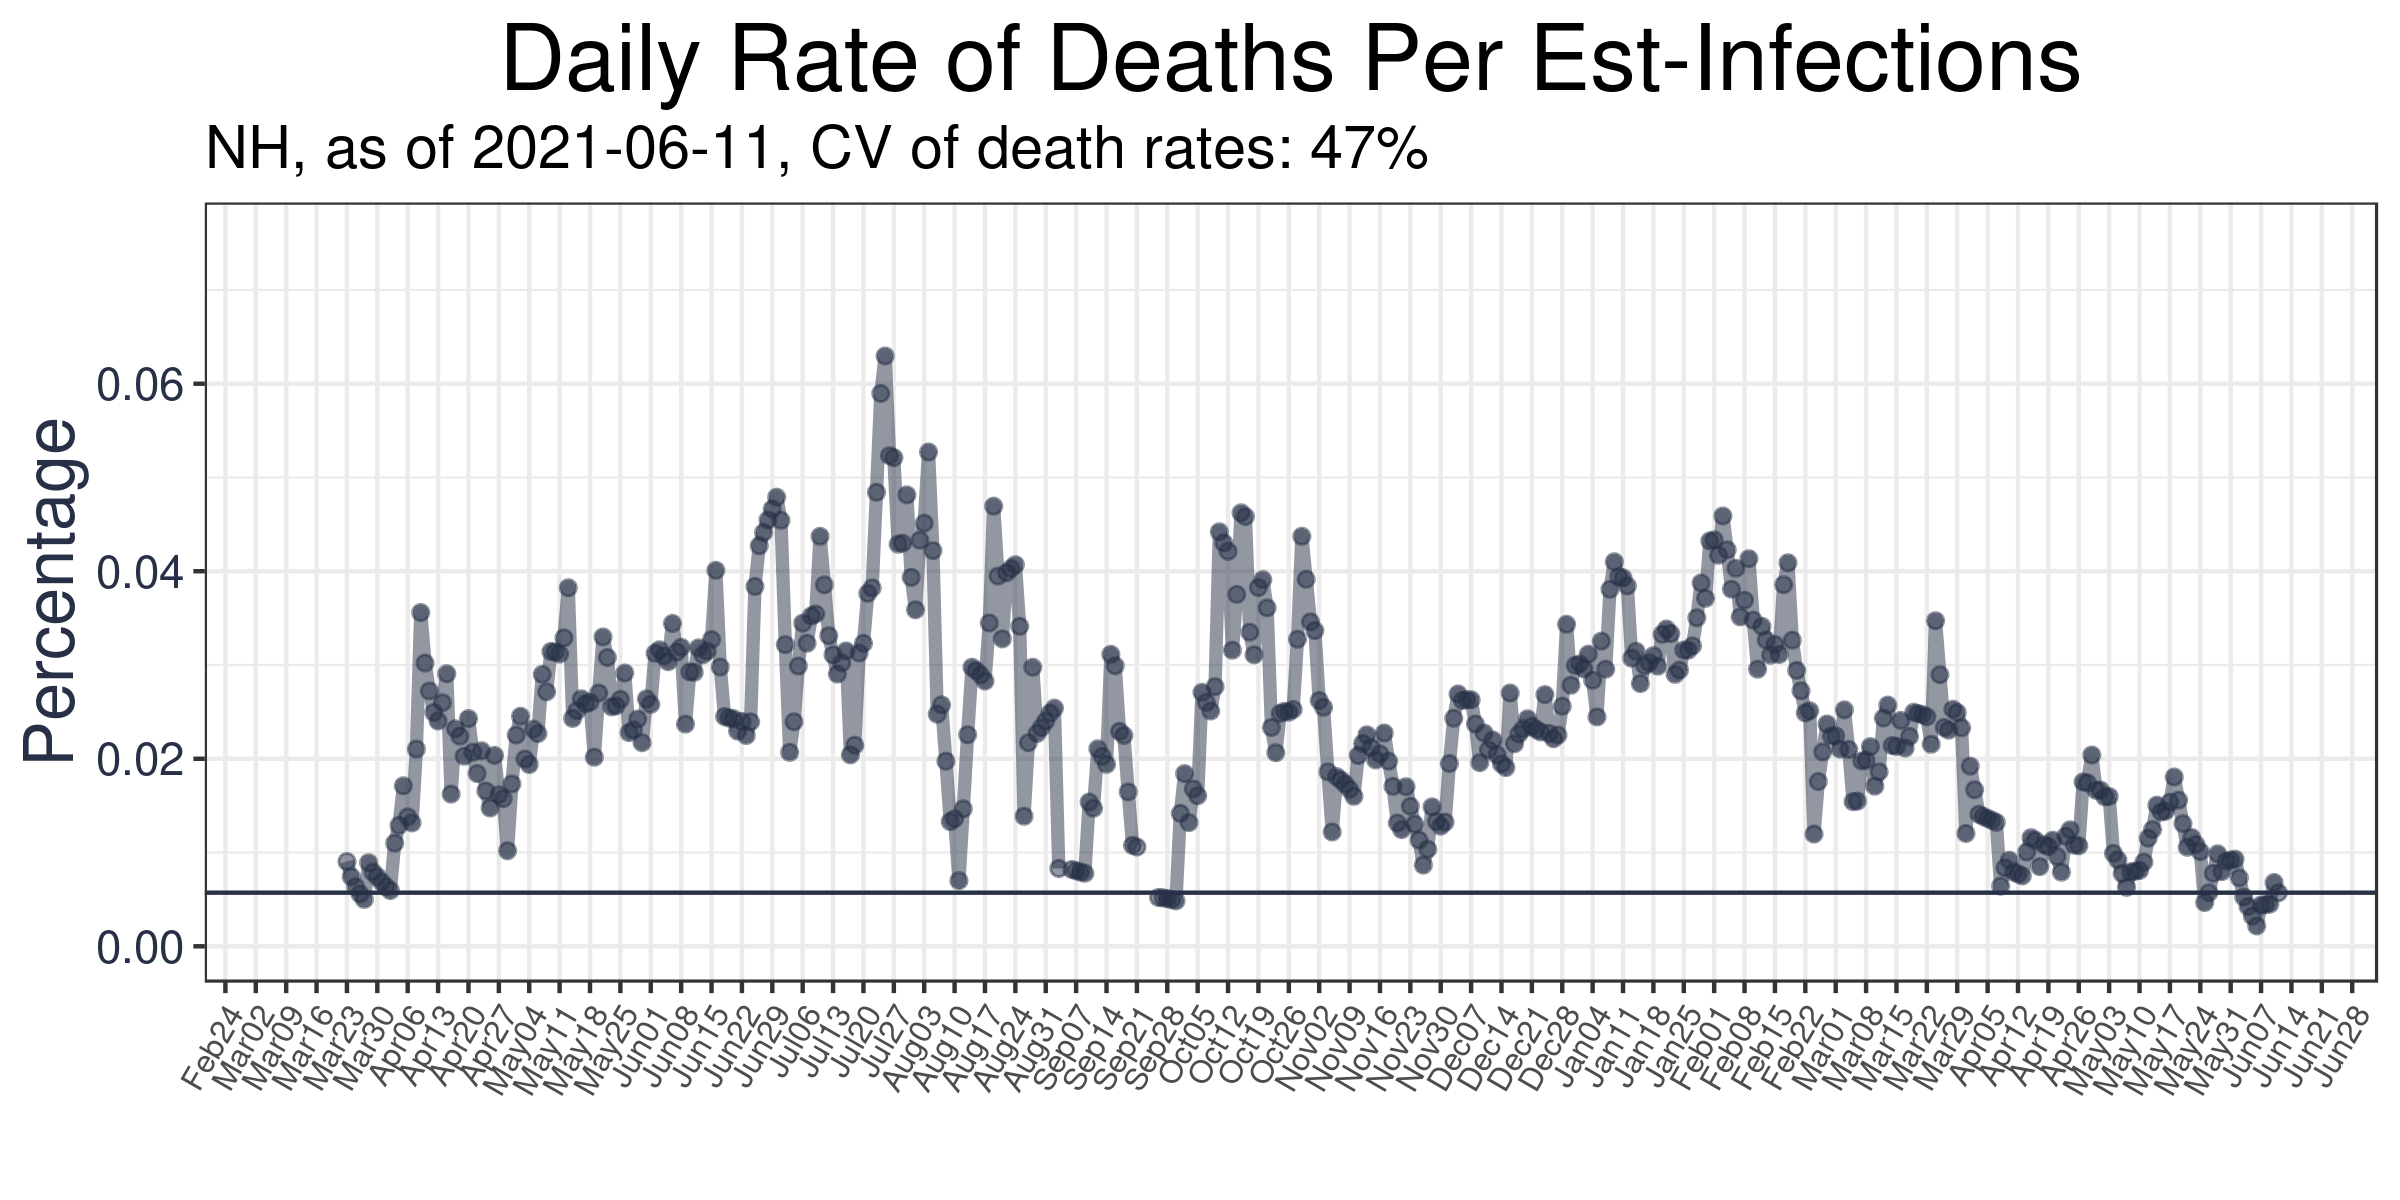 Daily Rate of Deaths Per Est-Infections
NH, as of 2021-06-11, CV of death rates: 47%
Percentage
0.06
0.04
0.02
0.00
Feb24
Mar02
Mar09
Mar16
Mar23
Mar30
Apr06
Apr13
Apr20
Apr27
May04
May11
May18
May25
Jun01
Jun08
Jun15
Jun22
Jun29
Jul06
Jul13
Jul20
Jul27
Aug03
Aug10
Aug17
Aug24
Aug31
Sep07
Sep14
Sep21
Sep28
Oct05
Oct12
Oct19
Oct26
Nov02
Nov09
Nov16
Nov23
Nov30
Dec07
Dec14
Dec21
Dec28
Jan04
Jan11
Jan18
Jan25
Feb01
Feb08
Feb15
Feb22
Mar01
Mar08
Mar15
Mar22
Mar29
Apr05
Apr12
Apr19
Apr26
May03
May10
May17
May24
May31
Jun07
Jun14
Jun21
Jun28